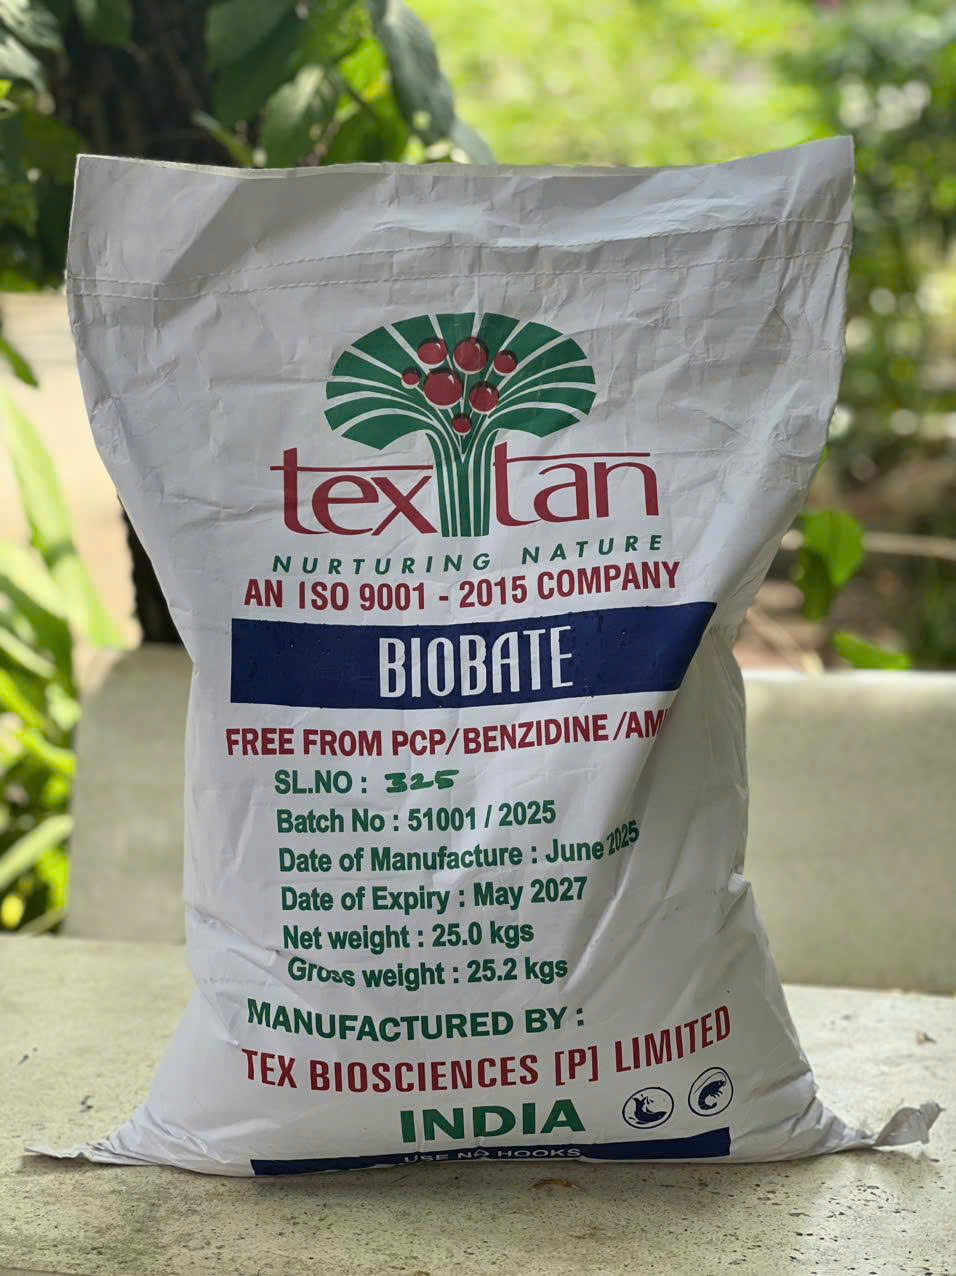 textan
NURTURING NATURE
AN ISO 9001 - 2015 COMPANY
BIOBATE
FREE FROM PCP/BENZIDINE /AMI
SL.NO : 325
Batch No : 51001 / 2025
Date of Manufacture : June 2025
Date of Expiry : May 2027
Net weight : 25.0 kgs
Gross weight : 25.2 kgs
MANUFACTURED BY :
TEX BIOSCIENCES [P] LIMITED
INDIA
USE NO HOOKS